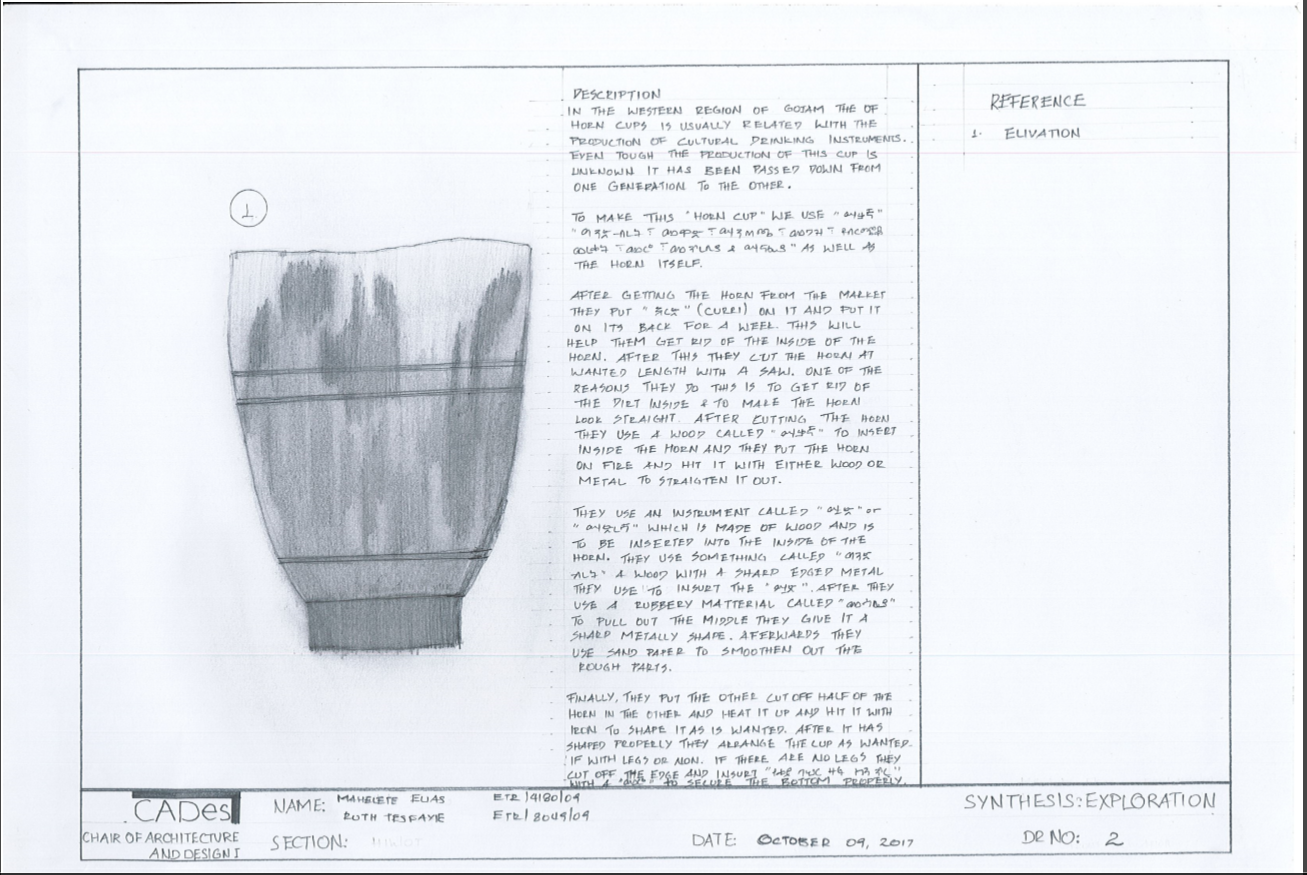 1
DESCRIPTION
IN THE WESTERN REGION OF GOJAM THE OF
HORN CUPS IS USUALLY RELATED WITH THE
PRODUCTION OF CULTURAL DRINKING INSTRUMENTS.
EVEN TOUGH THE PRODUCTION OF THIS CUP IS
UNKNOWN IT HAS BEEN PASSED DOWN FROM
ONE GENERATION TO THE OTHER.
TO MAKE THIS "HORN CUP" WE USE
AS WELL AS
THE HORN ITSELF.
AFTER GETTING THE HORN FROM THE MARKET
THEY PUT (CURRI) ON IT AND PUT IT
ON ITS BACK FOR A WEEK. THIS WILL
HELP THEM GET RID OF THE INSIDE OF THE
HORN. AFTER THIS THEY CUT THE HORN AT
WANTED LENGTH WITH A SAW. ONE OF THE
REASONS THEY DO THIS IS TO GET RID OF
THE DIRT INSIDE & TO MAKE THE HORN
LOOK STRAIGHT. AFTER CUTTING THE HORN
THEY USE A WOOD CALLED TO INSERT
INSIDE THE HORN AND THEY PUT THE HORN
ON FIRE AND HIT IT WITH EITHER WOOD OR
METAL TO STRAIGTEN IT OUT.
THEY USE AN INSTRUMENT CALLED or
WHICH IS MADE OF WOOD AND IS
TO BE INSERTED INTO THE INSIDE OF THE
HORN. THEY USE SOMETHING CALLED
A WOOD WITH A SHARP EDGED METAL
THEY USE TO INSURT THE AFTER THEY
USE A RUBBERY MATTERIAL CALLED
TO PULL OUT THE MIDDLE THEY GIVE IT A
SHARP METALLY SHAPE. AFERWARDS THEY
USE SAND PAPER TO SMOOTHEN OUT THE
ROUGH PARTS.
FINALLY, THEY PUT THE OTHER CUT OFF HALF OF THE
HORN IN THE OTHER AND HEAT IT UP AND HIT IT WITH
IRON TO SHAPE IT AS IS WANTED. AFTER IT HAS
SHAPED PROPERLY THEY ARRANGE THE CUP AS WANTED.
IF WITH LEGS OR NON. IF THERE ARE NO LEGS THEY
CUT OFF THE EDGE AND INSURT
WITH A TO SECURE THE BOTTOM PROPERLY.
REFERENCE
1. ELIVATION
CADes
CHAIR OF ARCHITECTURE
AND DESIGN I
NAME: MAHELETE ELIAS ETR/4180/09
RUTH TESFAYE ETR/8049/09
SECTION:
DATE: OCTOBER 09, 2017
SYNTHESIS:EXPLORATION
DR NO: 2